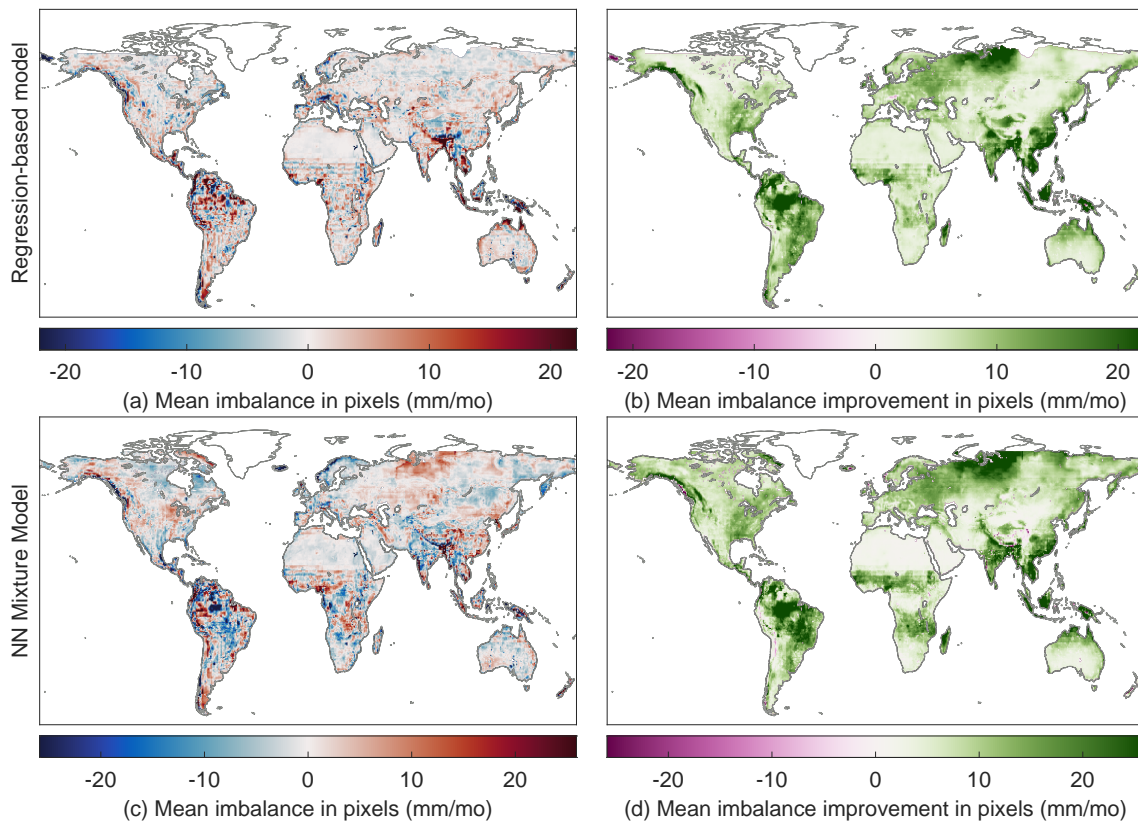 Regression-based model
-20 -10 0 10 20
(a) Mean imbalance in pixels (mm/mo)
-20 -10 0 10 20
(b) Mean imbalance improvement in pixels (mm/mo)
NN Mixture Model
-20 -10 0 10 20
(c) Mean imbalance in pixels (mm/mo)
-20 -10 0 10 20
(d) Mean imbalance improvement in pixels (mm/mo)